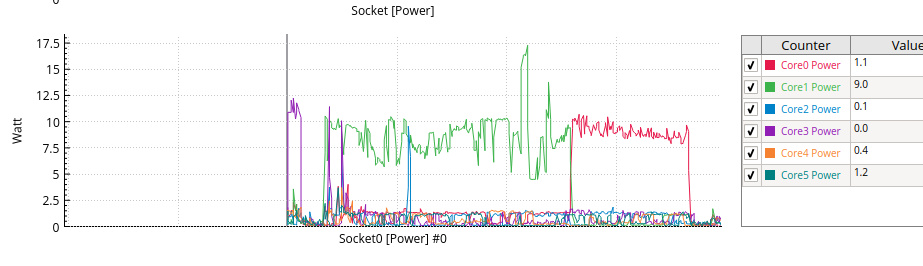 0
Socket [Power]
17.5
15
12.5
10
7.5
5
2.5
0
Watt
Socket0 [Power] #0
Counter Value
Core0 Power 1.1
Core1 Power 9.0
Core2 Power 0.1
Core3 Power 0.0
Core4 Power 0.4
Core5 Power 1.2